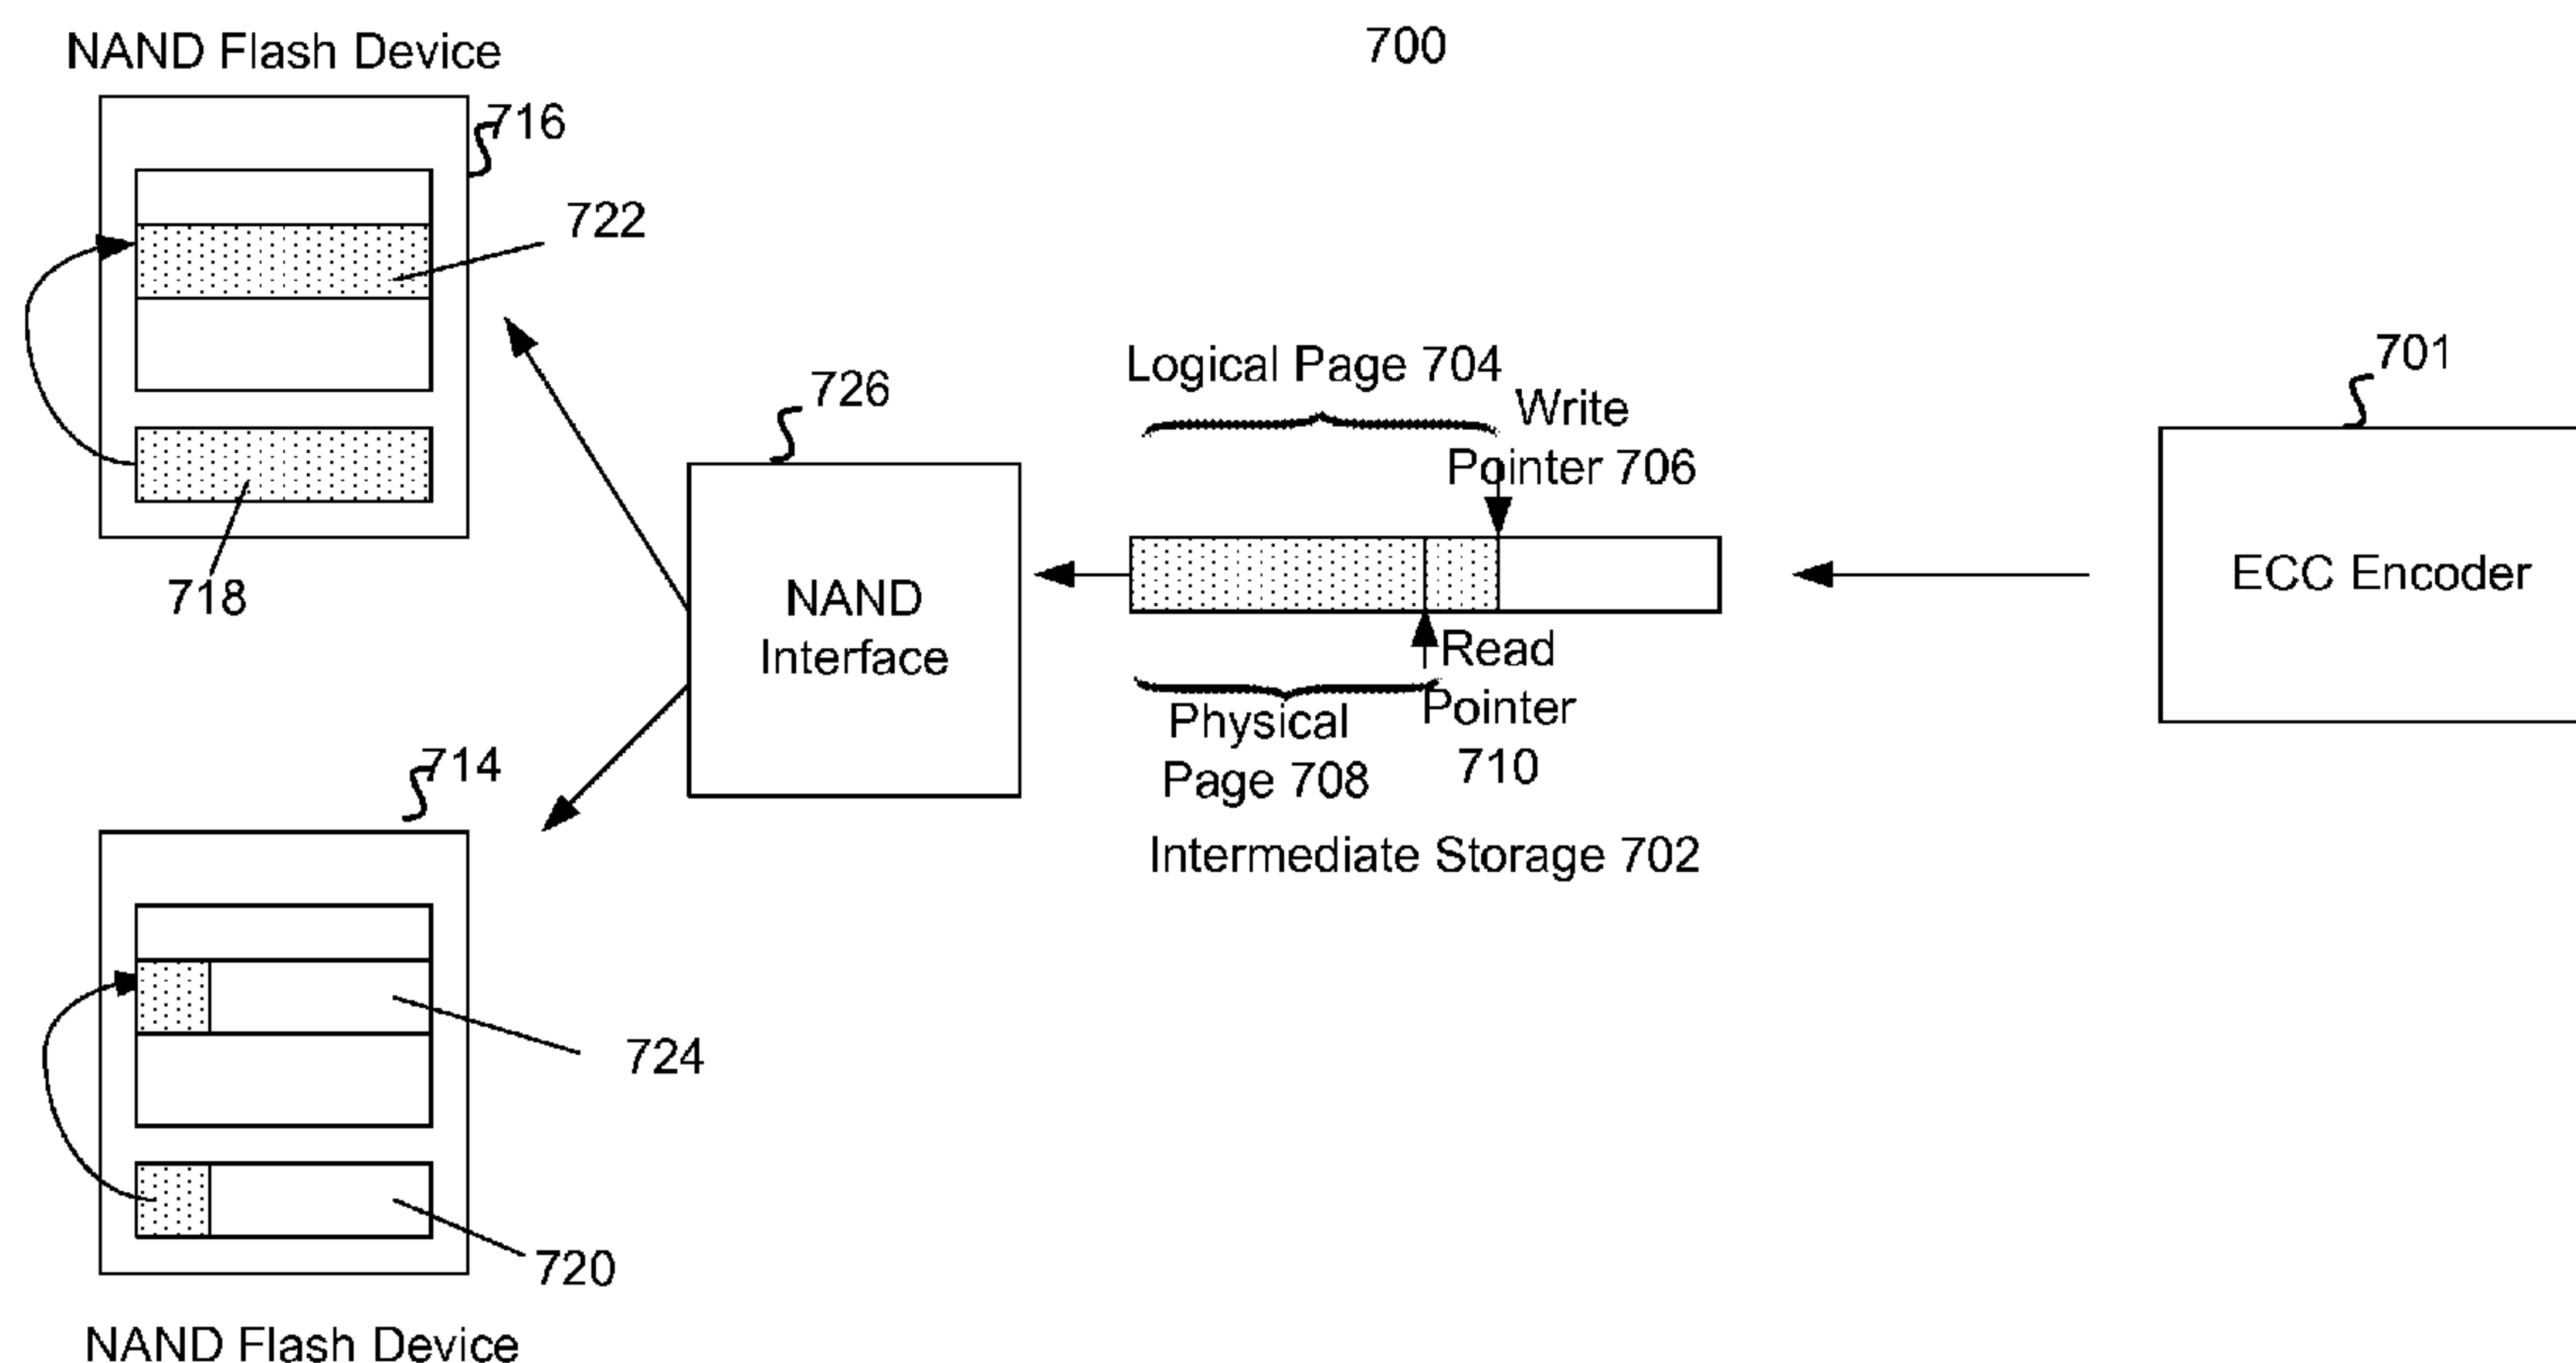 700
NAND Flash Device
716
722
718
726
NAND
Interface
714
724
720
NAND Flash Device
Logical Page 704
Write
Pointer 706
Read
Pointer
710
Physical
Page 708
Intermediate Storage 702
701
ECC Encoder